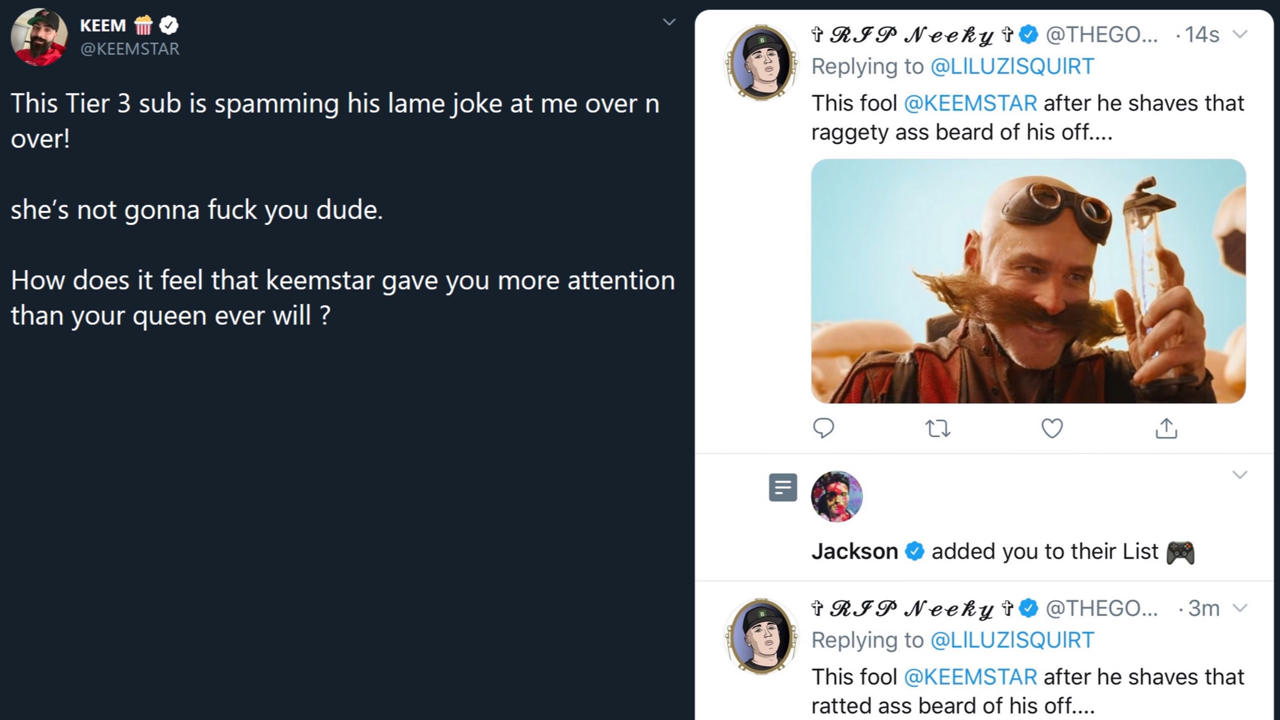 KEEM 🍿
@KEEMSTAR
This Tier 3 sub is spamming his lame joke at me over n
over!
she's not gonna fuck you dude.
How does it feel that keemstar gave you more attention
than your queen ever will ?
✞ 𝓡𝓘𝓟 𝓝𝓮𝓮𝓴𝔂 ✞ @THEGO... · 14s
Replying to @LILUZISQUIRT
This fool @KEEMSTAR after he shaves that
raggety ass beard of his off....
Jackson added you to their List 🎮
✞ 𝓡𝓘𝓟 𝓝𝓮𝓮𝓴𝔂 ✞ @THEGO... · 3m
Replying to @LILUZISQUIRT
This fool @KEEMSTAR after he shaves that
ratted ass beard of his off....